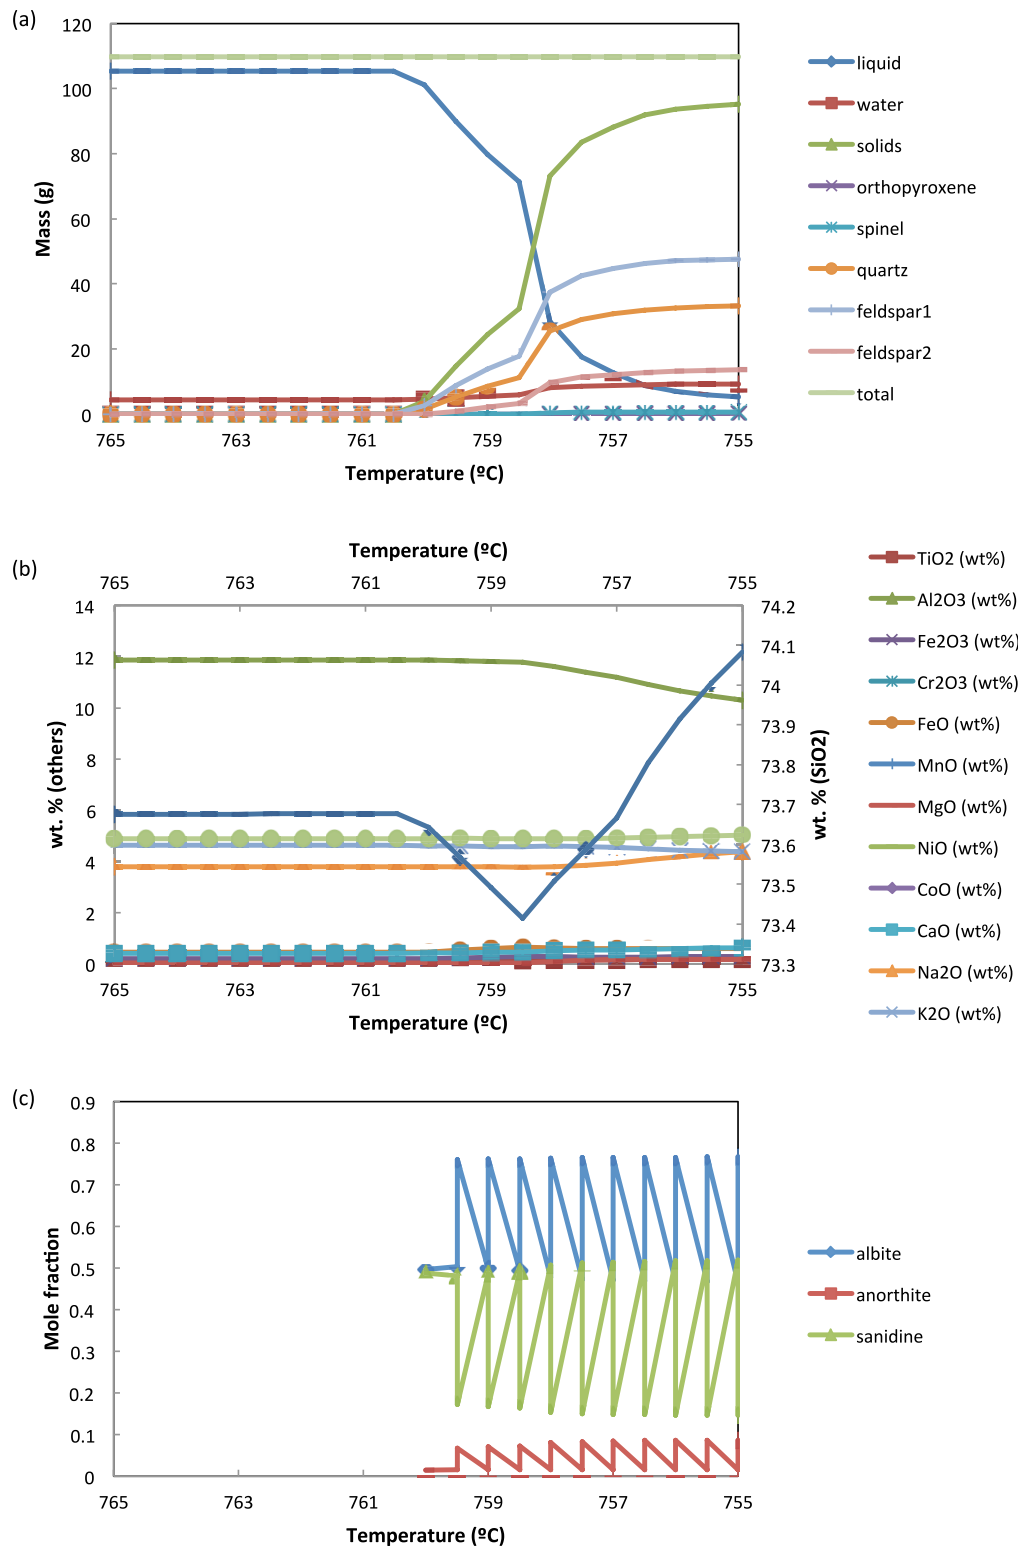 (a)
120
100
80
60
40
20
0
Mass (g)
765
763
761
759
757
755
Temperature (ºC)
liquid
water
solids
orthopyroxene
spinel
quartz
feldspar1
feldspar2
total
(b)
Temperature (ºC)
765
763
761
759
757
755
14
12
10
8
6
4
2
0
wt. % (others)
74.2
74.1
74
73.9
73.8
73.7
73.6
73.5
73.4
73.3
wt. % (SiO2)
765
763
761
759
757
755
Temperature (ºC)
TiO2 (wt%)
Al2O3 (wt%)
Fe2O3 (wt%)
Cr2O3 (wt%)
FeO (wt%)
MnO (wt%)
MgO (wt%)
NiO (wt%)
CoO (wt%)
CaO (wt%)
Na2O (wt%)
K2O (wt%)
(c)
0.9
0.8
0.7
0.6
0.5
0.4
0.3
0.2
0.1
0
Mole fraction
765
763
761
759
757
755
Temperature (ºC)
albite
anorthite
sanidine